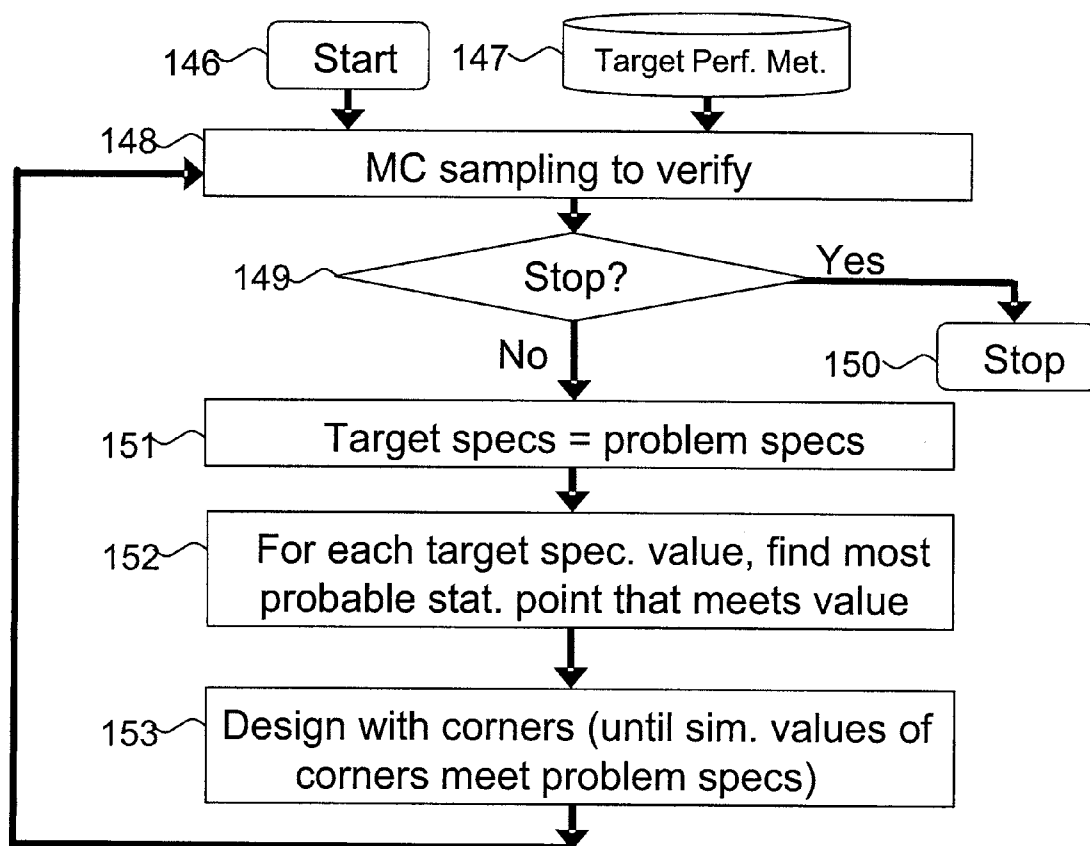 146
Start
147
Target Perf. Met.
148
MC sampling to verify
149
Stop?
Yes
No
150
Stop
151
Target specs = problem specs
152
For each target spec. value, find most
probable stat. point that meets value
153
Design with corners (until sim. values of
corners meet problem specs)